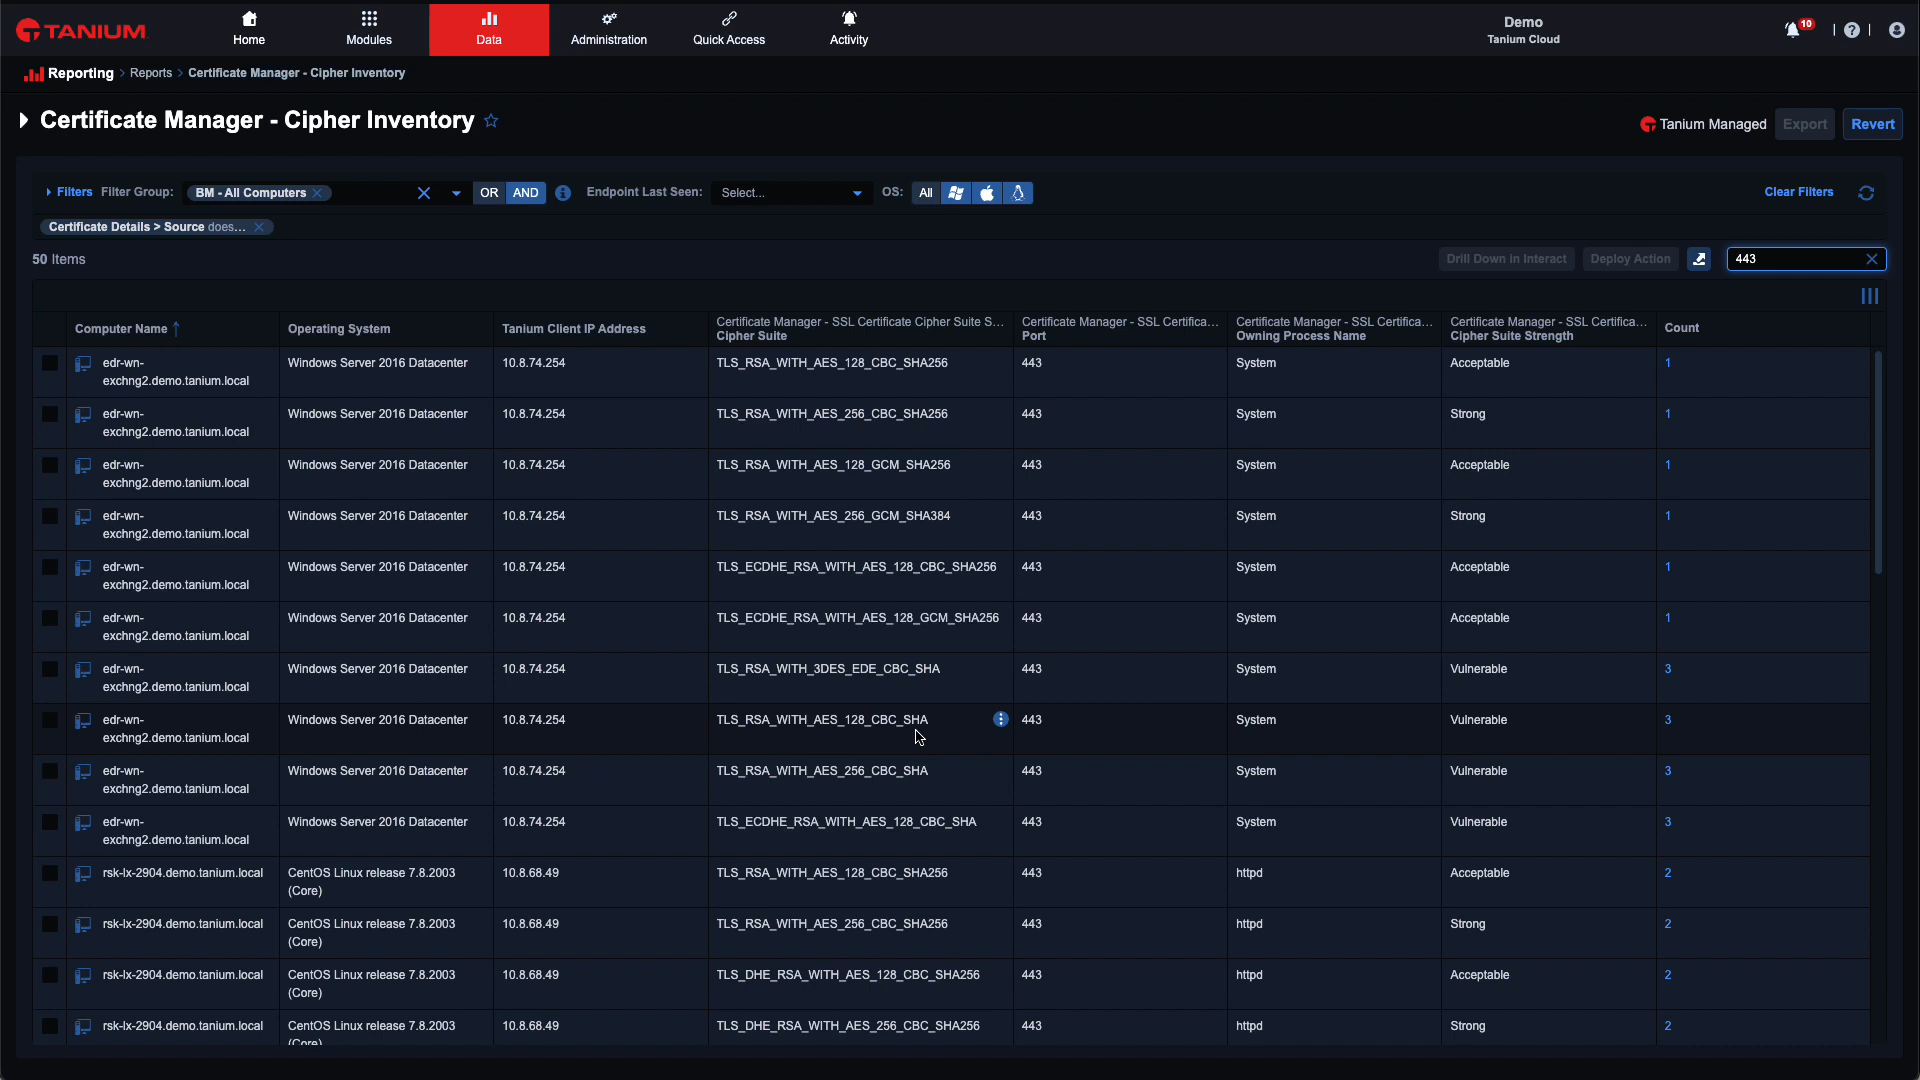 TANIUM
Home
Modules
Data
Administration
Quick Access
Activity
Demo
Tanium Cloud
10
Reporting > Reports > Certificate Manager - Cipher Inventory
Certificate Manager - Cipher Inventory
Tanium Managed
Export
Revert
Filters Filter Group: BM - All Computers OR AND Endpoint Last Seen: Select... OS: All
Clear Filters
Certificate Details > Source does...
50 Items
Drill Down in Interact
Deploy Action
443
Computer Name
Operating System
Tanium Client IP Address
Certificate Manager - SSL Certificate Cipher Suite S...
Cipher Suite
Certificate Manager - SSL Certifica...
Port
Certificate Manager - SSL Certifica...
Owning Process Name
Certificate Manager - SSL Certifica...
Cipher Suite Strength
Count
edr-wn-
exchng2.demo.tanium.local
Windows Server 2016 Datacenter
10.8.74.254
TLS_RSA_WITH_AES_128_CBC_SHA256
443
System
Acceptable
1
edr-wn-
exchng2.demo.tanium.local
Windows Server 2016 Datacenter
10.8.74.254
TLS_RSA_WITH_AES_256_CBC_SHA256
443
System
Strong
1
edr-wn-
exchng2.demo.tanium.local
Windows Server 2016 Datacenter
10.8.74.254
TLS_RSA_WITH_AES_128_GCM_SHA256
443
System
Acceptable
1
edr-wn-
exchng2.demo.tanium.local
Windows Server 2016 Datacenter
10.8.74.254
TLS_RSA_WITH_AES_256_GCM_SHA384
443
System
Strong
1
edr-wn-
exchng2.demo.tanium.local
Windows Server 2016 Datacenter
10.8.74.254
TLS_ECDHE_RSA_WITH_AES_128_CBC_SHA256
443
System
Acceptable
1
edr-wn-
exchng2.demo.tanium.local
Windows Server 2016 Datacenter
10.8.74.254
TLS_ECDHE_RSA_WITH_AES_128_GCM_SHA256
443
System
Acceptable
1
edr-wn-
exchng2.demo.tanium.local
Windows Server 2016 Datacenter
10.8.74.254
TLS_RSA_WITH_3DES_EDE_CBC_SHA
443
System
Vulnerable
3
edr-wn-
exchng2.demo.tanium.local
Windows Server 2016 Datacenter
10.8.74.254
TLS_RSA_WITH_AES_128_CBC_SHA
443
System
Vulnerable
3
edr-wn-
exchng2.demo.tanium.local
Windows Server 2016 Datacenter
10.8.74.254
TLS_RSA_WITH_AES_256_CBC_SHA
443
System
Vulnerable
3
edr-wn-
exchng2.demo.tanium.local
Windows Server 2016 Datacenter
10.8.74.254
TLS_ECDHE_RSA_WITH_AES_128_CBC_SHA
443
System
Vulnerable
3
rsk-lx-2904.demo.tanium.local
CentOS Linux release 7.8.2003
(Core)
10.8.68.49
TLS_RSA_WITH_AES_128_CBC_SHA256
443
httpd
Acceptable
2
rsk-lx-2904.demo.tanium.local
CentOS Linux release 7.8.2003
(Core)
10.8.68.49
TLS_RSA_WITH_AES_256_CBC_SHA256
443
httpd
Strong
2
rsk-lx-2904.demo.tanium.local
CentOS Linux release 7.8.2003
(Core)
10.8.68.49
TLS_DHE_RSA_WITH_AES_128_CBC_SHA256
443
httpd
Acceptable
2
rsk-lx-2904.demo.tanium.local
CentOS Linux release 7.8.2003
(Core)
10.8.68.49
TLS_DHE_RSA_WITH_AES_256_CBC_SHA256
443
httpd
Strong
2